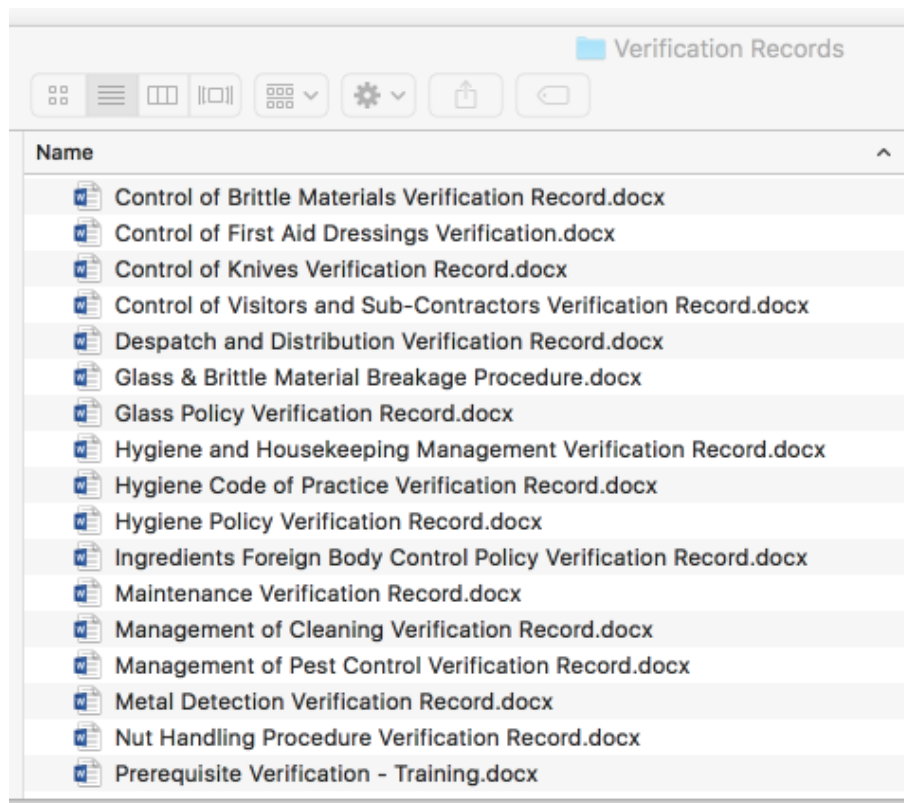 Verification Records
Name
Control of Brittle Materials Verification Record.docx
Control of First Aid Dressings Verification.docx
Control of Knives Verification Record.docx
Control of Visitors and Sub-Contractors Verification Record.docx
Despatch and Distribution Verification Record.docx
Glass & Brittle Material Breakage Procedure.docx
Glass Policy Verification Record.docx
Hygiene and Housekeeping Management Verification Record.docx
Hygiene Code of Practice Verification Record.docx
Hygiene Policy Verification Record.docx
Ingredients Foreign Body Control Policy Verification Record.docx
Maintenance Verification Record.docx
Management of Cleaning Verification Record.docx
Management of Pest Control Verification Record.docx
Metal Detection Verification Record.docx
Nut Handling Procedure Verification Record.docx
Prerequisite Verification - Training.docx